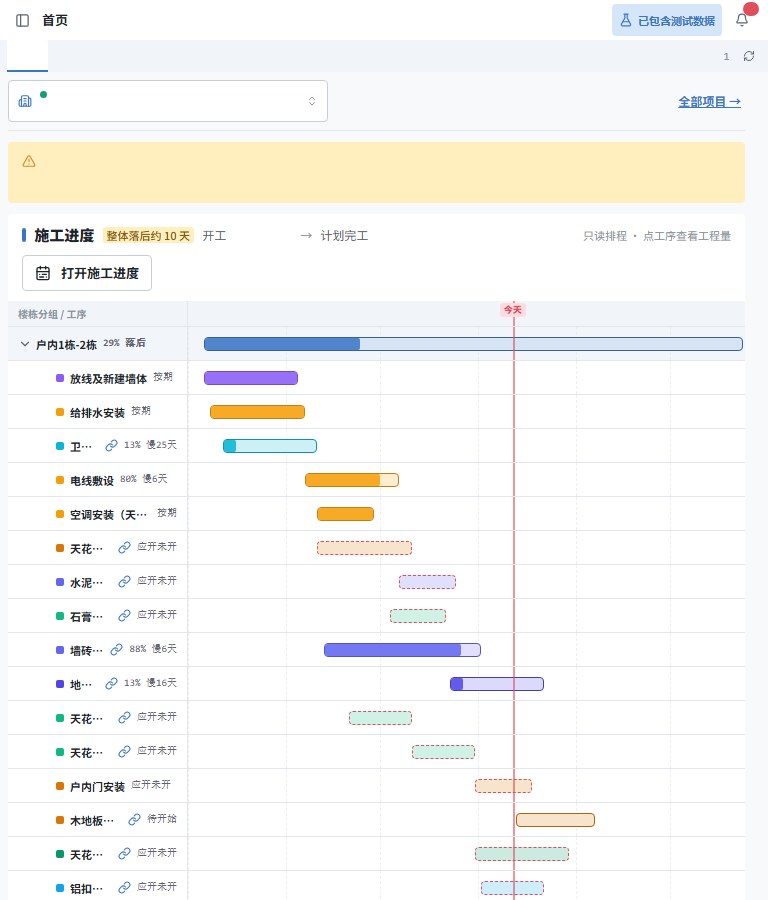 首页
已包含测试数据
1
全部项目 →
施工进度 整体落后约 10 天 开工 → 计划完工
只读排程 · 点工序查看工程量
打开施工进度
楼栋分组 / 工序
今天
户内1栋-2栋 29% 落后
放线及新建墙体 按期
给排水安装 按期
卫… 13% 慢25天
电线敷设 80% 慢6天
空调安装（天… 按期
天花… 应开未开
水泥… 应开未开
石膏… 应开未开
墙砖… 88% 慢6天
地… 13% 慢16天
天花… 应开未开
天花… 应开未开
户内门安装 应开未开
木地板… 待开始
天花… 应开未开
铝扣… 应开未开